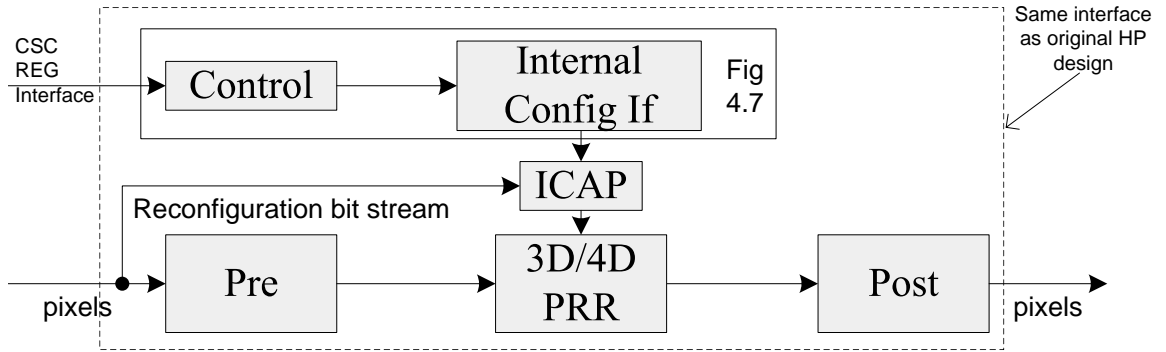 CSC
REG
Interface
Control
Internal
Config If
Fig
4.7
Same interface
as original HP
design
ICAP
Reconfiguration bit stream
pixels
Pre
3D/4D
PRR
Post
pixels